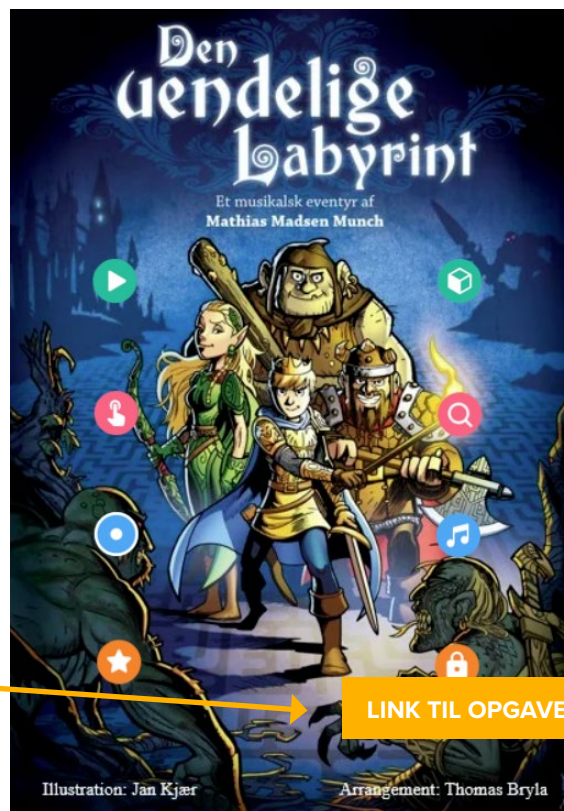 Den
uendelige
Labyrint
Et musikalsk eventyr af
Mathias Madsen Munch
LINK TIL OPGAVE
Illustration: Jan Kjær
Arrangement: Thomas Bryla